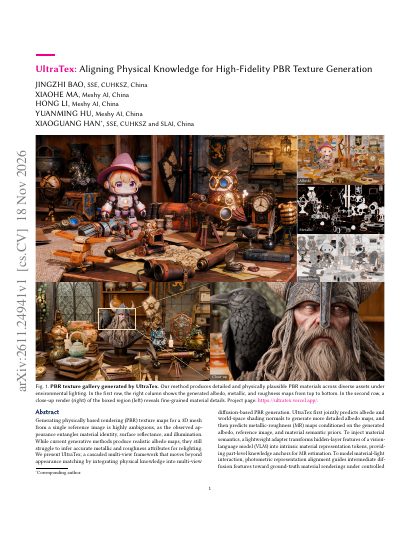 UltraTex: Aligning Physical Knowledge for High-Fidelity PBR Texture Generation
JINGZHI BAO, SSE, CUHKSZ, China
XIAOHE MA, Meshy AI, China
HONG LI, Meshy AI, China
YUANMING HU, Meshy AI, China
XIAOGUANG HAN*, SSE, CUHKSZ and SLAI, China
arXiv:2611.24941v1 [cs.CV] 18 Nov 2026
Albedo
Metallic
Fig. 1. PBR texture gallery generated by UltraTex. Our method produces detailed and physically plausible PBR materials across diverse assets under
environmental lighting. In the first row, the right column shows the generated albedo, metallic, and roughness maps from top to bottom. In the second row, a
close-up render (right) of the boxed region (left) reveals fine-grained material details. Project page: https://ultratex.vercel.app/.
Abstract
Generating physically based rendering (PBR) texture maps for a 3D mesh
from a single reference image is highly ambiguous, as the observed ap-
pearance entangles material identity, surface reflectance, and illumination.
While current generative methods produce realistic albedo maps, they still
struggle to infer accurate metallic and roughness attributes for relighting.
We present UltraTex, a cascaded multi-view framework that moves beyond
appearance matching by integrating physical knowledge into multi-view
*Corresponding author.
diffusion-based PBR generation. UltraTex first jointly predicts albedo and
world-space shading normals to generate more detailed albedo maps, and
then predicts metallic-roughness (MR) maps conditioned on the generated
albedo, reference image, and material semantic priors. To inject material
semantics, a lightweight adapter transforms hidden-layer features of a vision-
language model (VLM) into intrinsic material representation tokens, provid-
ing part-level knowledge anchors for MR estimation. To model material-light
interaction, photometric representation alignment guides intermediate dif-
fusion features toward ground-truth material renderings under controlled
1